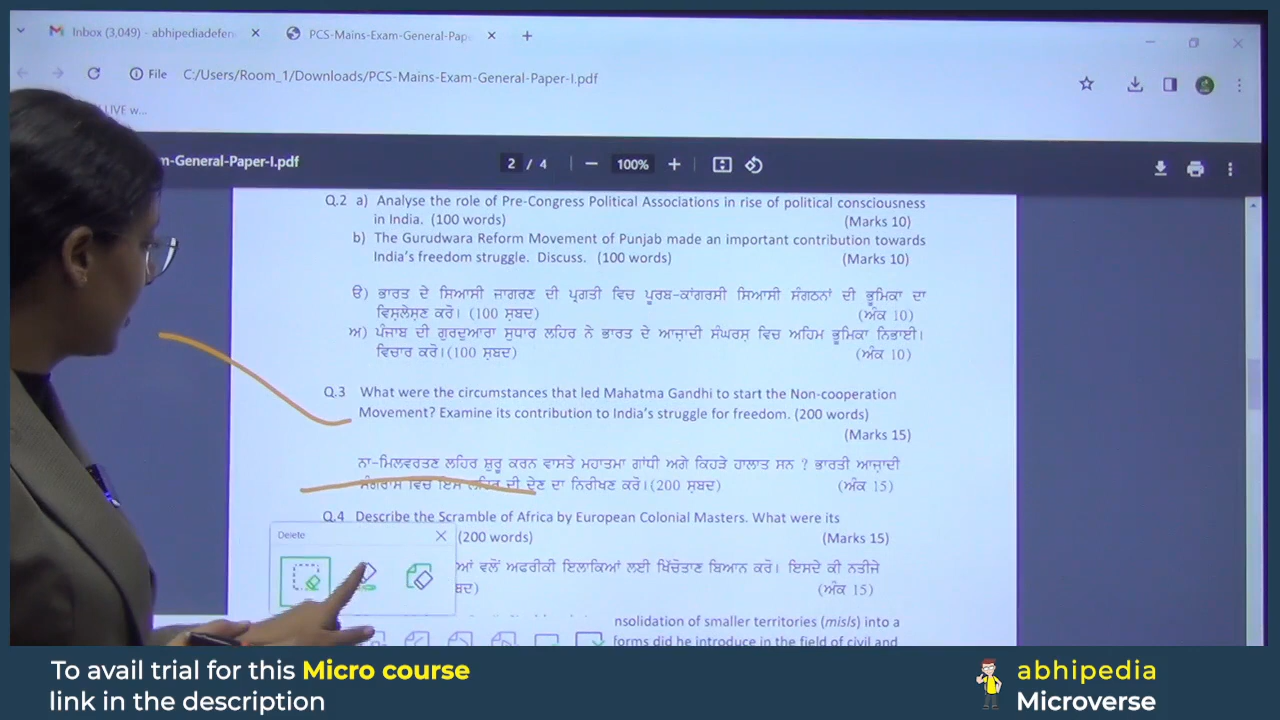 Inbox (3,049) - abhipediadefen
PCS-Mains-Exam-General-Pap
File C:/Users/Room_1/Downloads/PCS-Mains-Exam-General-Paper-I.pdf
LIVE w...
m-General-Paper-I.pdf
2 / 4
100%
Q.2 a) Analyse the role of Pre-Congress Political Associations in rise of political consciousness
in India. (100 words) (Marks 10)
b) The Gurudwara Reform Movement of Punjab made an important contribution towards
India's freedom struggle. Discuss. (100 words) (Marks 10)
ੳ) ਭਾਰਤ ਦੇ ਸਿਆਸੀ ਜਾਗਰਣ ਦੀ ਪ੍ਰਗਤੀ ਵਿਚ ਪੂਰਬ-ਕਾਂਗਰਸੀ ਸਿਆਸੀ ਸੰਗਠਨਾਂ ਦੀ ਭੂਮਿਕਾ ਦਾ
ਵਿਸ਼ਲੇਸ਼ਣ ਕਰੋ। (100 ਸ਼ਬਦ) (ਅੰਕ 10)
ਅ) ਪੰਜਾਬ ਦੀ ਗੁਰਦੁਆਰਾ ਸੁਧਾਰ ਲਹਿਰ ਨੇ ਭਾਰਤ ਦੇ ਆਜ਼ਾਦੀ ਸੰਘਰਸ਼ ਵਿਚ ਅਹਿਮ ਭੂਮਿਕਾ ਨਿਭਾਈ।
ਵਿਚਾਰ ਕਰੋ।(100 ਸ਼ਬਦ) (ਅੰਕ 10)
Q.3 What were the circumstances that led Mahatma Gandhi to start the Non-cooperation
Movement? Examine its contribution to India's struggle for freedom. (200 words)
(Marks 15)
ਨਾ-ਮਿਲਵਰਤਣ ਲਹਿਰ ਸ਼ੁਰੂ ਕਰਨ ਵਾਸਤੇ ਮਹਾਤਮਾ ਗਾਂਧੀ ਅਗੇ ਕਿਹੜੇ ਹਾਲਾਤ ਸਨ ? ਭਾਰਤੀ ਆਜ਼ਾਦੀ
ਸੰਗਰਾਮ ਵਿਚ ਇਸ ਲਹਿਰ ਦੀ ਦੇਣ ਦਾ ਨਿਰੀਖਣ ਕਰੋ।(200 ਸ਼ਬਦ) (ਅੰਕ 15)
Q.4 Describe the Scramble of Africa by European Colonial Masters. What were its
(200 words) (Marks 15)
Delete
ਆਂ ਵਲੋਂ ਅਫਰੀਕੀ ਇਲਾਕਿਆਂ ਲਈ ਖਿੱਚੋਤਾਣ ਬਿਆਨ ਕਰੋ। ਇਸਦੇ ਕੀ ਨਤੀਜੇ
ਬਦ) (ਅੰਕ 15)
nsolidation of smaller territories (misls) into a
forms did he introduce in the field of civil and
To avail trial for this Micro course
link in the description
abhipedia
Microverse